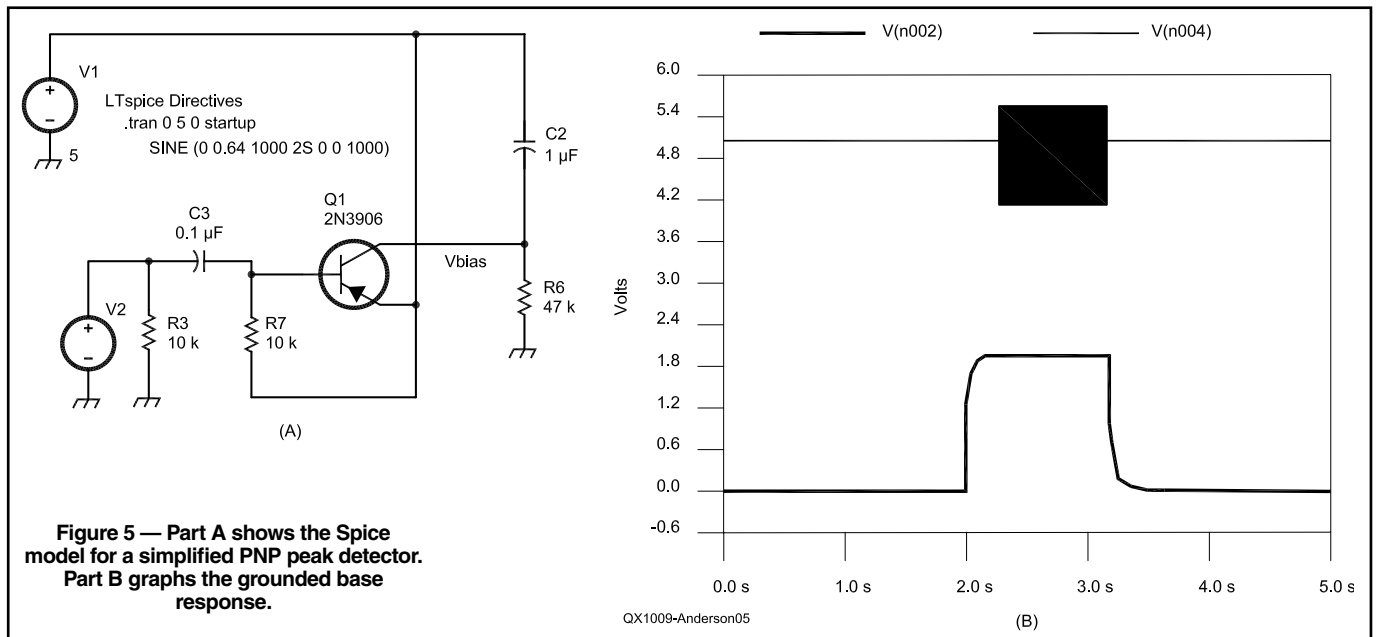 V1
+
–
5
LTspice Directives
.tran 0 5 0 startup
SINE (0 0.64 1000 2S 0 0 1000)
C2
1 µF
Q1
2N3906
C3
0.1 µF
Vbias
V2
+
–
R3
10 k
R7
10 k
R6
47 k
(A)
Figure 5 — Part A shows the Spice
model for a simplified PNP peak detector.
Part B graphs the grounded base
response.
V(n002)
V(n004)
6.0
5.4
4.8
4.2
3.6
3.0
2.4
1.8
1.2
0.6
0.0
-0.6
Volts
0.0 s
1.0 s
2.0 s
3.0 s
4.0 s
5.0 s
QX1009-Anderson05
(B)